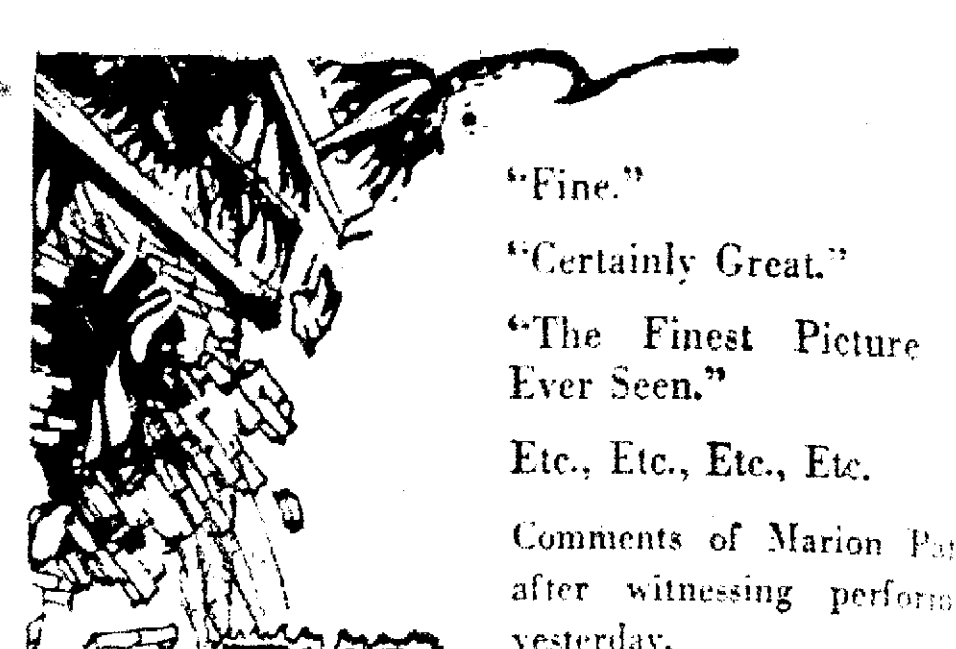 “Fine.”
“Certainly Great.”
“The Finest Picture
Ever Seen.”
Etc., Etc., Etc., Etc.
Comments of Marion
after witnessing
yesterday.